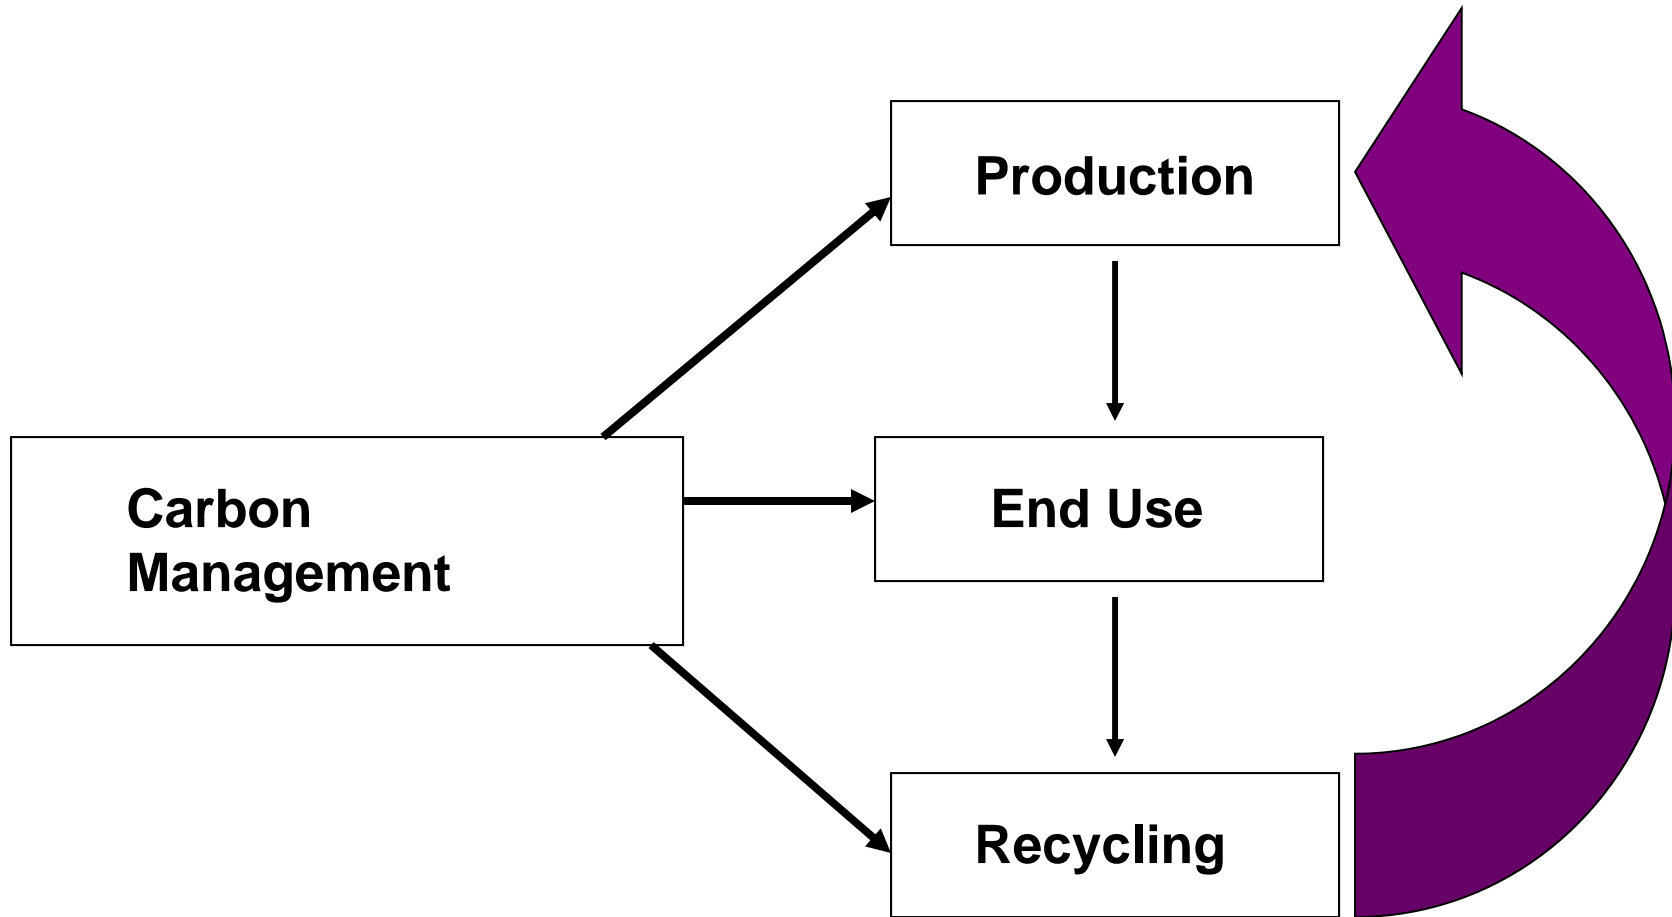 Production
Carbon
Management
End Use
Recycling